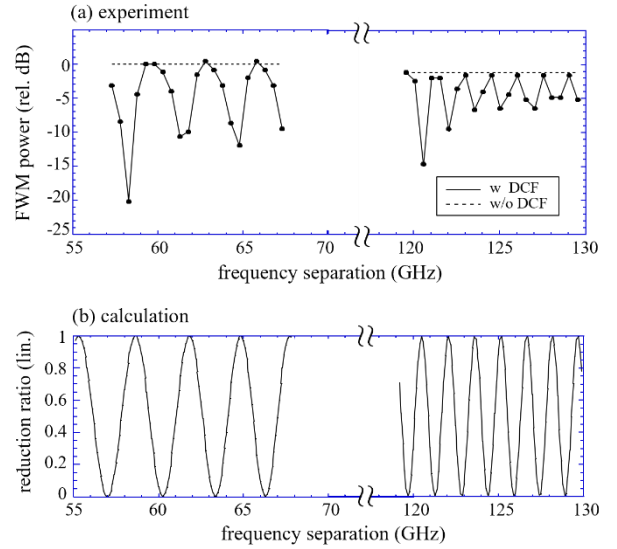 (a) experiment
FWM power (rel. dB)
0
-5
-10
-15
-20
-25
w DCF
w/o DCF
55 60 65 70 120 125 130
frequency separation (GHz)
(b) calculation
reduction ratio (lin.)
1
0.8
0.6
0.4
0.2
0
55 60 65 70 120 125 130
frequency separation (GHz)